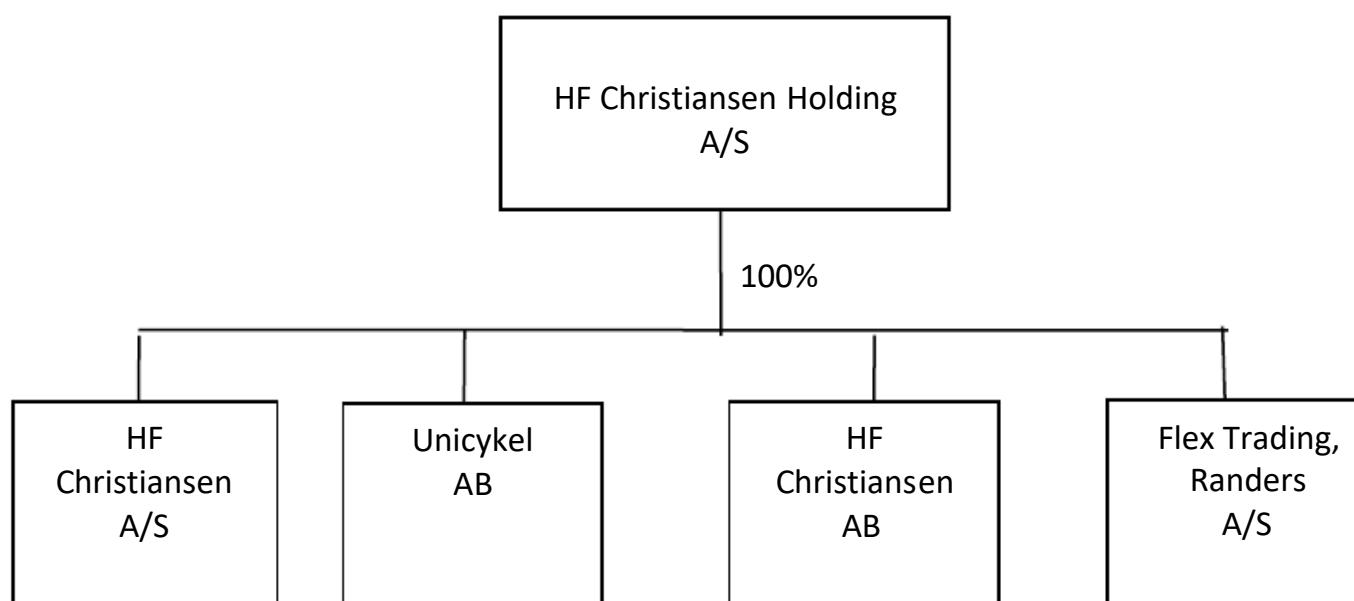 HF Christiansen Holding
A/S
100%
HF
Christiansen
A/S
Unicykel
AB
HF
Christiansen
AB
Flex Trading,
Randers
A/S